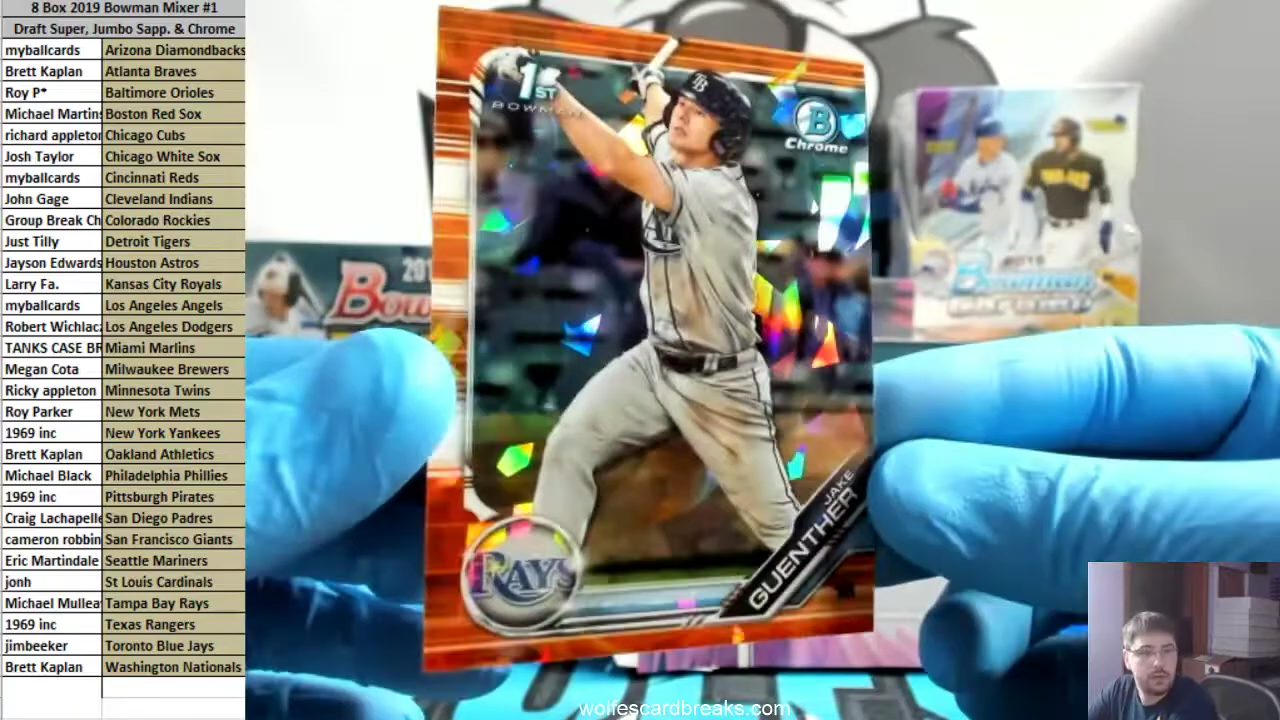 8 Box 2019 Bowman Mixer #1
Draft Super, Jumbo Sapp. & Chrome
myballcards Arizona Diamondbacks
Brett Kaplan Atlanta Braves
Roy P* Baltimore Orioles
Michael Martins Boston Red Sox
richard appleton Chicago Cubs
Josh Taylor Chicago White Sox
myballcards Cincinnati Reds
John Gage Cleveland Indians
Group Break Ch Colorado Rockies
Just Tilly Detroit Tigers
Jayson Edwards Houston Astros
Larry Fa. Kansas City Royals
myballcards Los Angeles Angels
Robert Wichlac Los Angeles Dodgers
TANKS CASE BR Miami Marlins
Megan Cota Milwaukee Brewers
Ricky appleton Minnesota Twins
Roy Parker New York Mets
1969 inc New York Yankees
Brett Kaplan Oakland Athletics
Michael Black Philadelphia Phillies
1969 inc Pittsburgh Pirates
Craig Lachapelle San Diego Padres
cameron robbin San Francisco Giants
Eric Martindale Seattle Mariners
jonh St Louis Cardinals
Michael Mullea Tampa Bay Rays
1969 inc Texas Rangers
jimbeeker Toronto Blue Jays
Brett Kaplan Washington Nationals
1ST
BOWMAN
B
Chrome
TB
RAYS
JAKE
GUENTHER
201
Bow
2019
Bowman
wolfescardbreaks.com